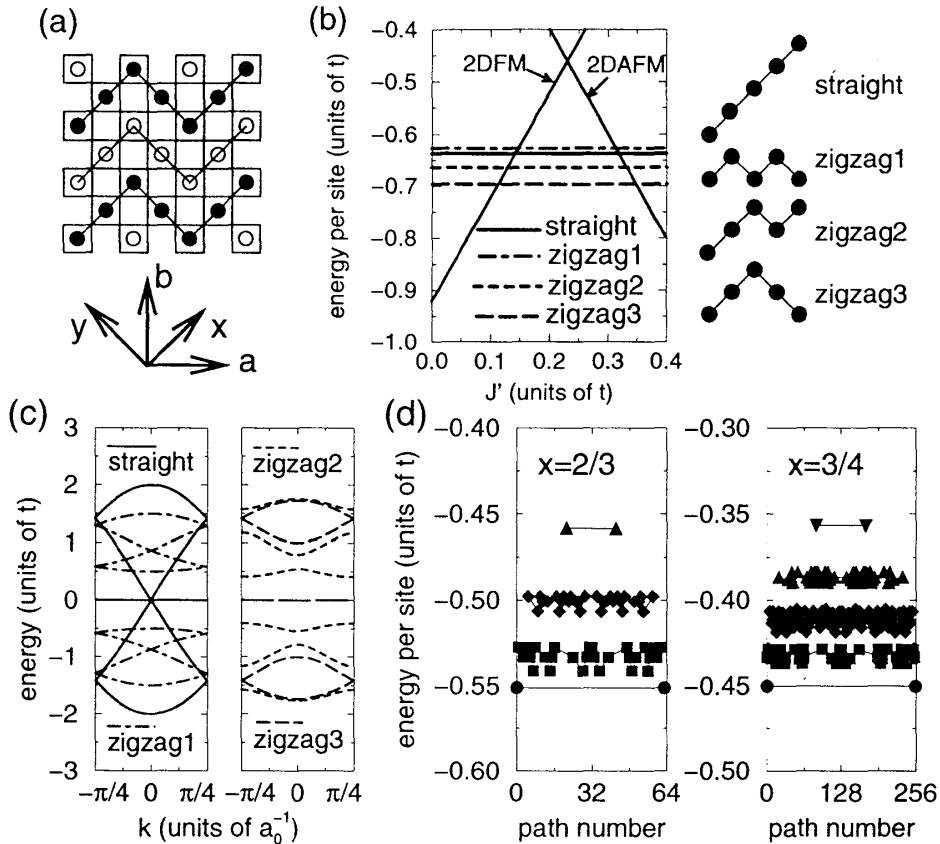 (a)
b
y
x
a
(b)
energy per site (units of t)
−0.4
−0.5
−0.6
−0.7
−0.8
−0.9
−1.0
2DFM
2DAFM
straight
zigzag1
zigzag2
zigzag3
0.0
0.2
0.4
J' (units of t)
straight
zigzag1
zigzag2
zigzag3
(c)
energy (units of t)
3
2
1
0
−1
−2
−3
straight
zigzag1
zigzag2
zigzag3
−π/4
0
π/4
−π/4
0
π/4
k (units of a₀⁻¹)
(d)
energy per site (units of t)
−0.40
−0.45
−0.50
−0.55
−0.60
x=2/3
0
32
64
path number
−0.30
−0.35
−0.40
−0.45
−0.50
x=3/4
0
128
256
path number